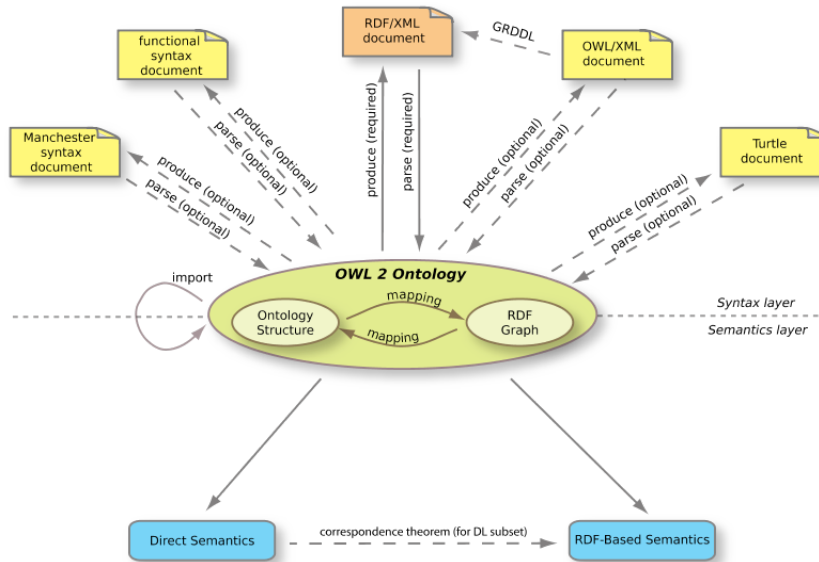 RDF/XML
document
GRDDL
functional
syntax
document
OWL/XML
document
Manchester
syntax
document
Turtle
document
produce (optional)
parse (optional)
produce (optional)
parse (optional)
produce (required)
parse (required)
produce (optional)
parse (optional)
produce (optional)
parse (optional)
import
OWL 2 Ontology
mapping
Ontology
Structure
RDF
Graph
mapping
Syntax layer
Semantics layer
Direct Semantics
correspondence theorem (for DL subset)
RDF-Based Semantics